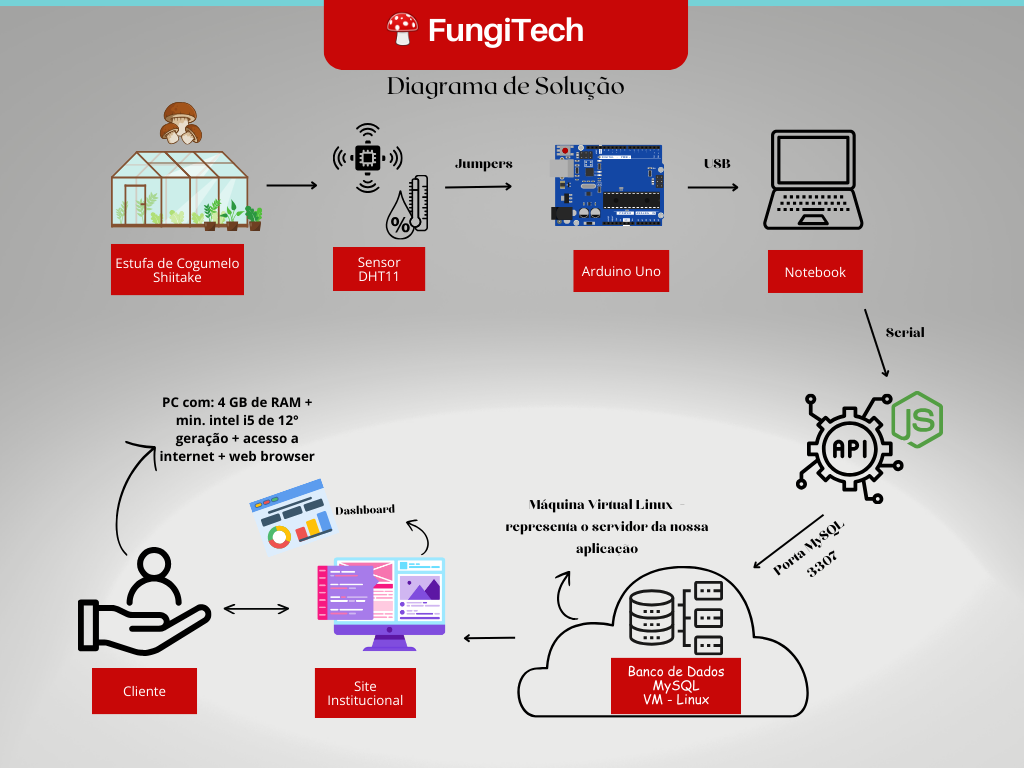 FungiTech
Diagrama de Solução
Jumpers
USB
Estufa de Cogumelo
Shiitake
Sensor
DHT11
Arduino Uno
Notebook
Serial
JS
API
PC com: 4 GB de RAM +
min. intel i5 de 12°
geração + acesso a
internet + web browser
Dashboard
Máquina Virtual Linux -
representa o servidor da nossa
aplicação
Porta MySQL
3307
Cliente
Site
Institucional
Banco de Dados
MySQL
VM - Linux